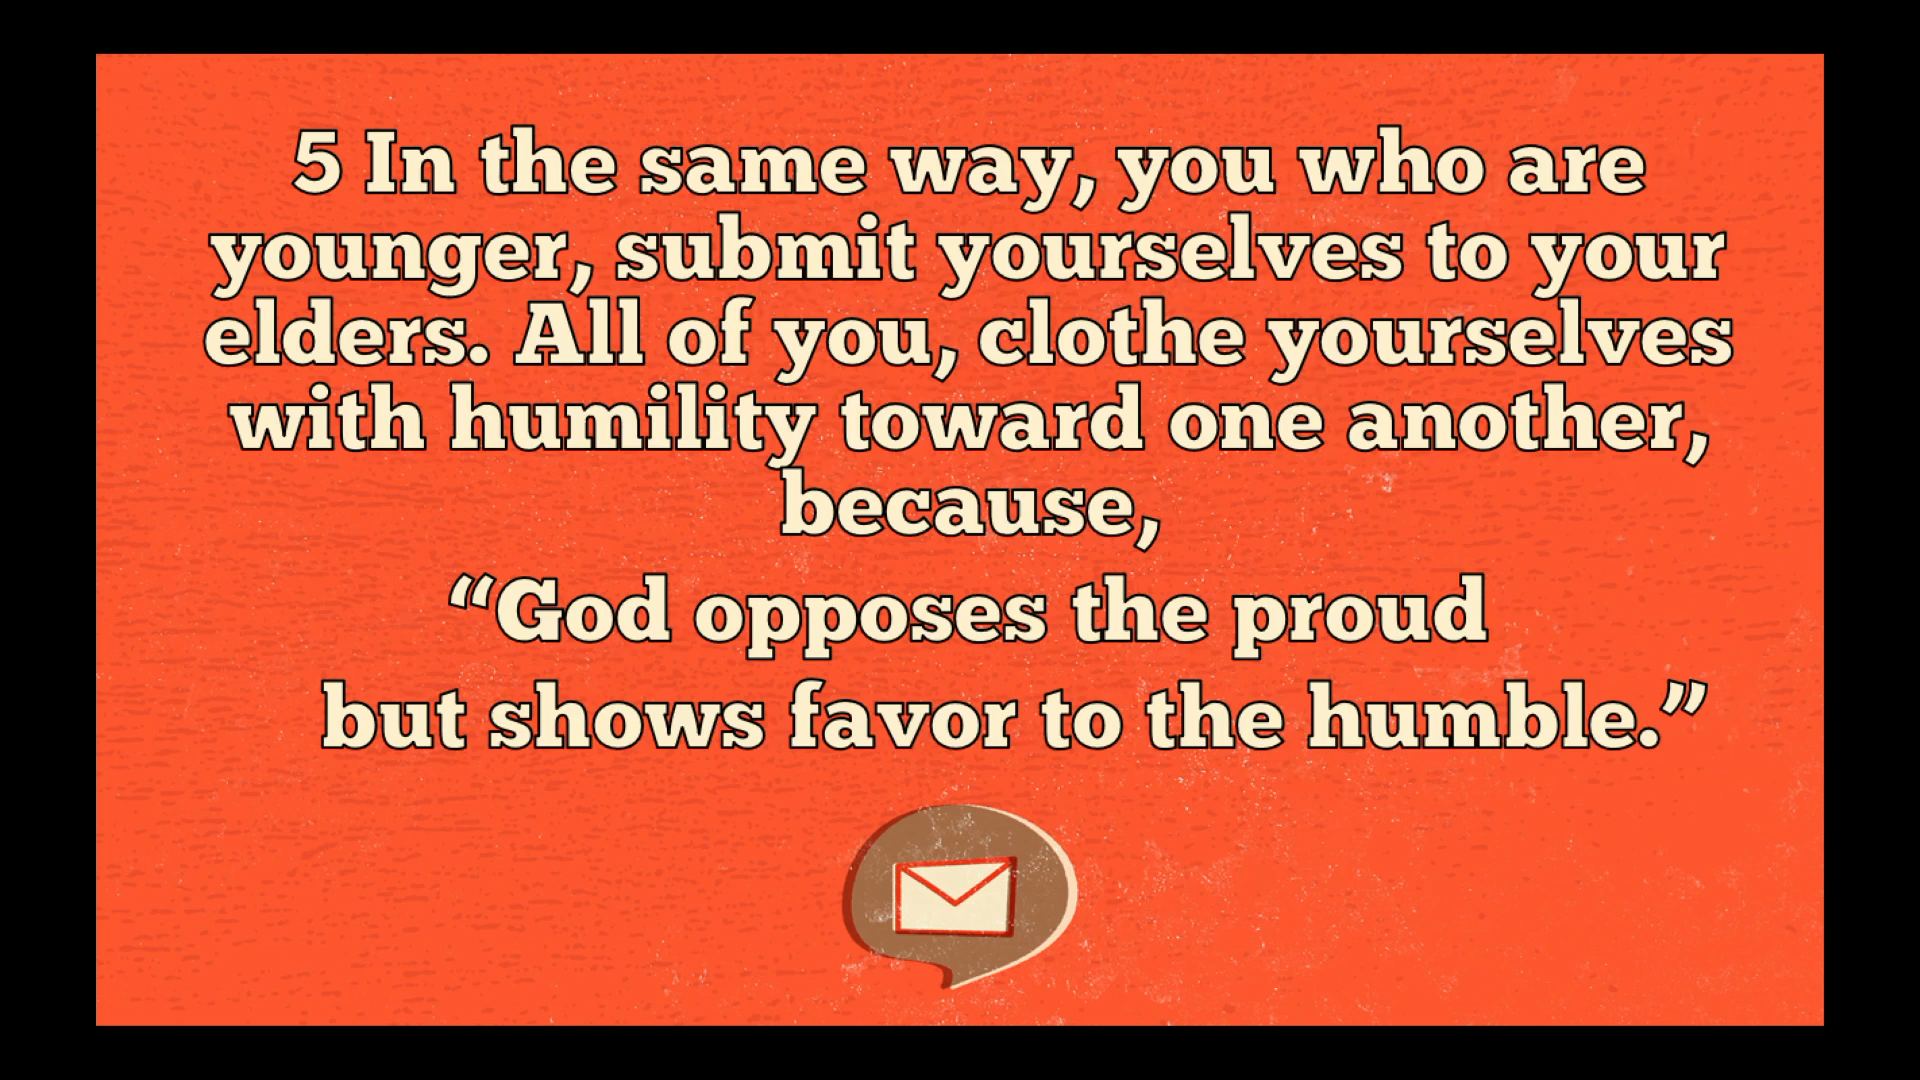 5 In the same way, you who are
younger, submit yourselves to your
elders. All of you, clothe yourselves
with humility toward one another,
because,
“God opposes the proud
but shows favor to the humble.”